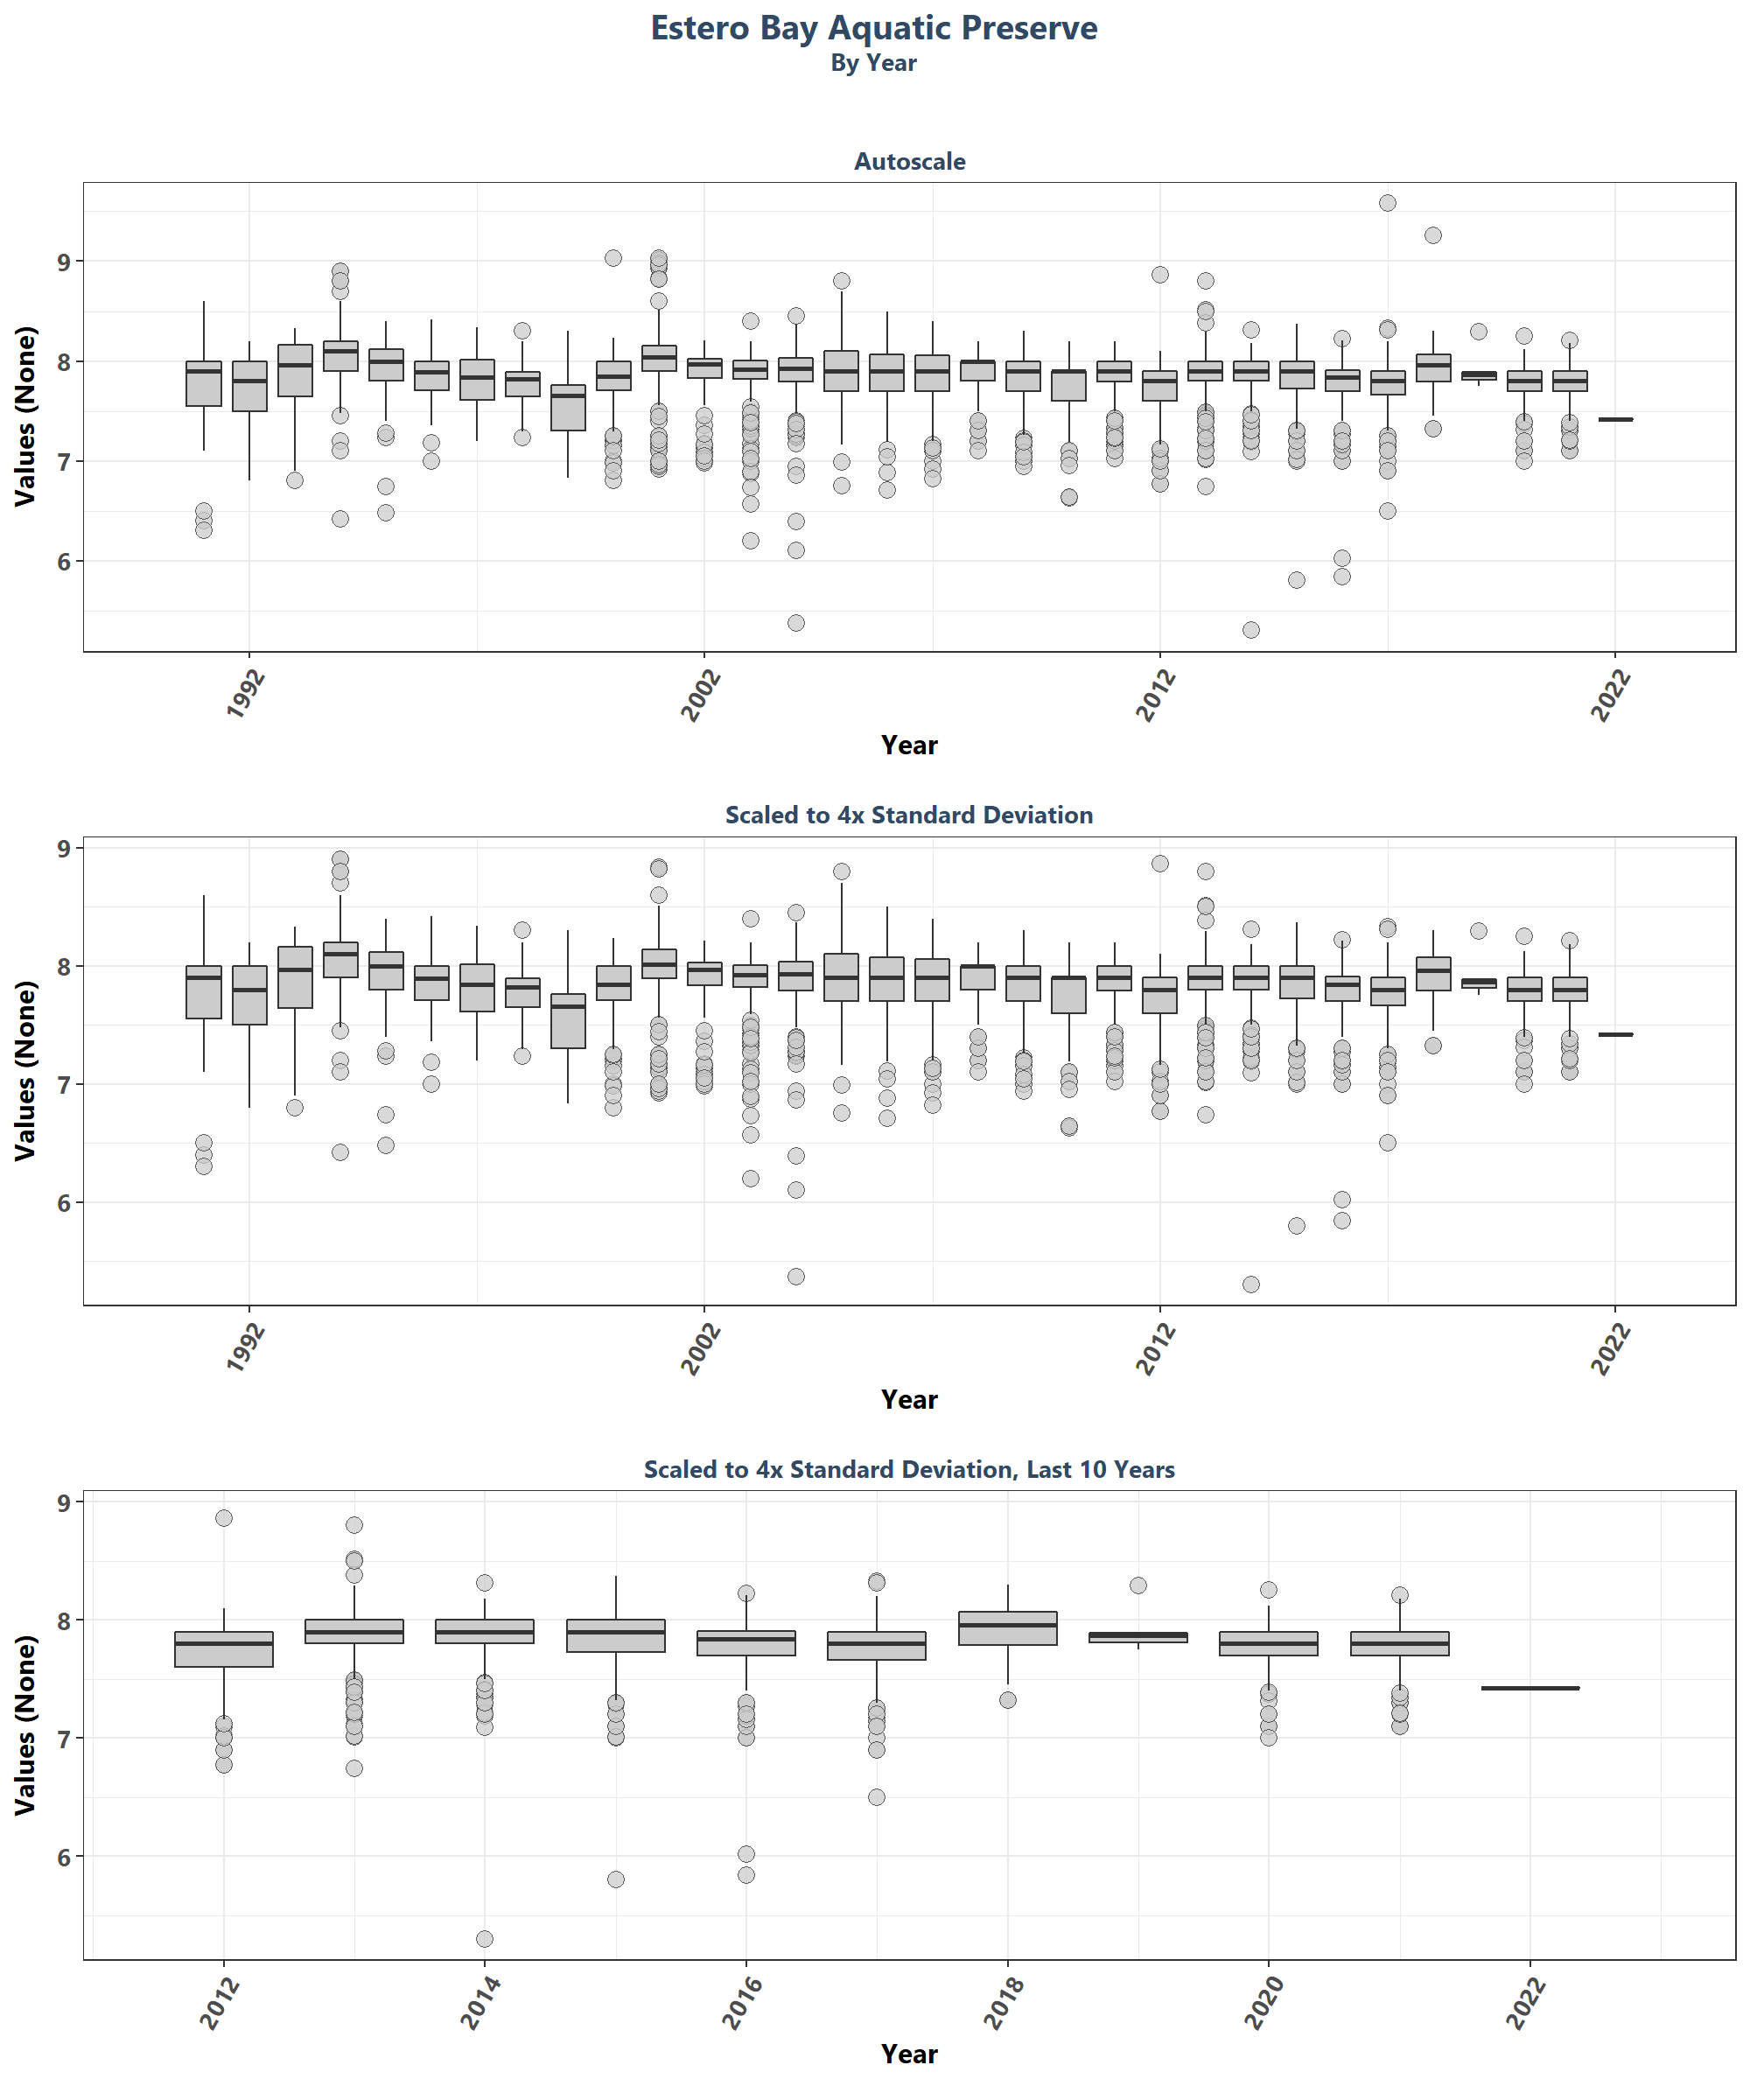 Estero Bay Aquatic Preserve
By Year
Autoscale
Values (None)
9
8
7
6
1992
2002
2012
2022
Year
Scaled to 4x Standard Deviation
Values (None)
9
8
7
6
1992
2002
2012
2022
Year
Scaled to 4x Standard Deviation, Last 10 Years
Values (None)
9
8
7
6
2012
2014
2016
2018
2020
2022
Year